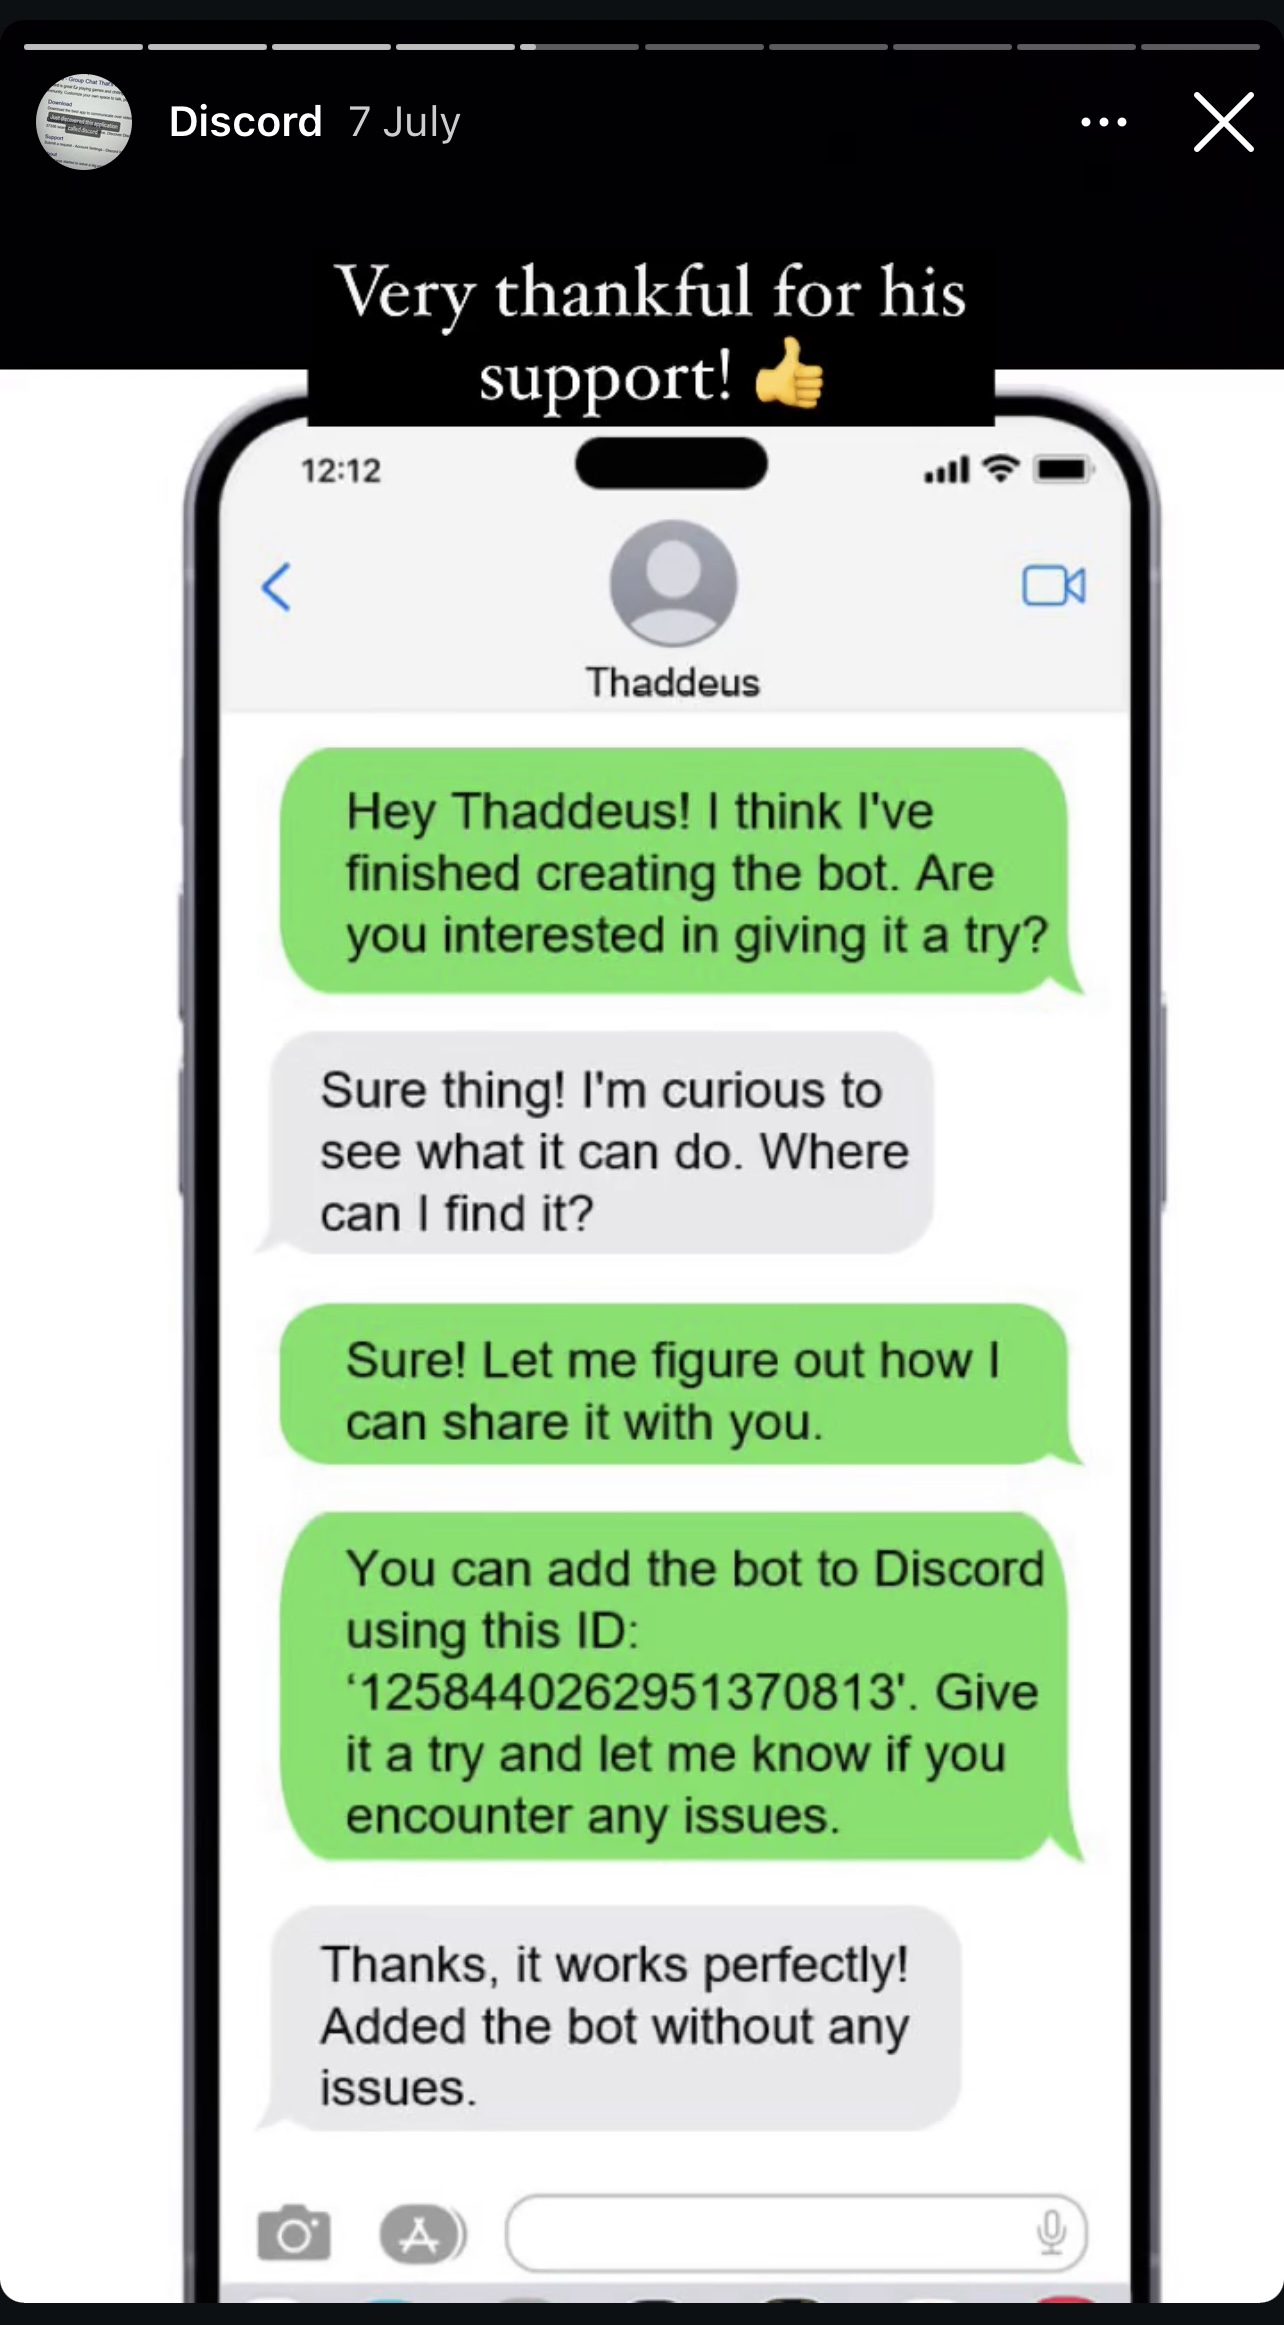 Discord 7 July
Very thankful for his
support! 👍
12:12
Thaddeus
Hey Thaddeus! I think I've
finished creating the bot. Are
you interested in giving it a try?
Sure thing! I'm curious to
see what it can do. Where
can I find it?
Sure! Let me figure out how I
can share it with you.
You can add the bot to Discord
using this ID:
‘1258440262951370813'. Give
it a try and let me know if you
encounter any issues.
Thanks, it works perfectly!
Added the bot without any
issues.